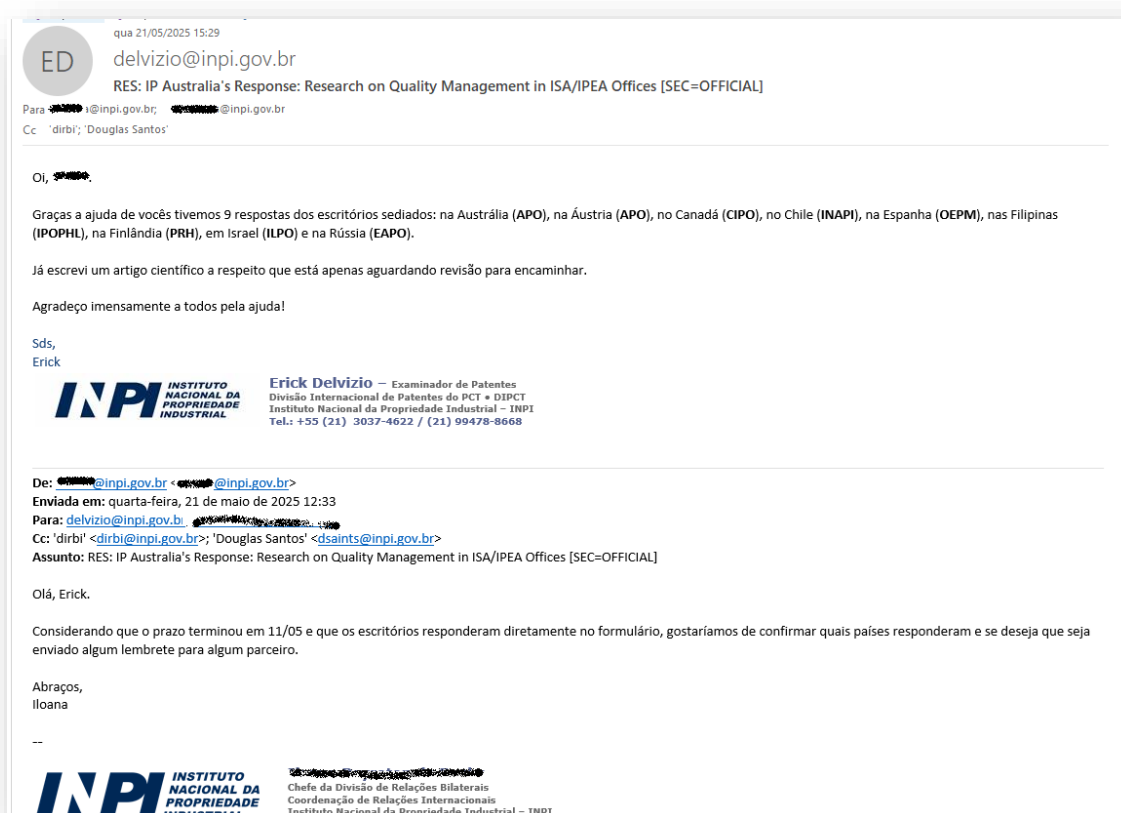 qua 21/05/2025 15:29
ED
delvizio@inpi.gov.br
RES: IP Australia's Response: Research on Quality Management in ISA/IPEA Offices [SEC=OFFICIAL]
Para @inpi.gov.br; @inpi.gov.br
Cc 'dirbi'; 'Douglas Santos'
Oi, .
Graças a ajuda de vocês tivemos 9 respostas dos escritórios sediados: na Austrália (APO), na Áustria (APO), no Canadá (CIPO), no Chile (INAPI), na Espanha (OEPM), nas Filipinas
(IPOPHL), na Finlândia (PRH), em Israel (ILPO) e na Rússia (EAPO).
Já escrevi um artigo científico a respeito que está apenas aguardando revisão para encaminhar.
Agradeço imensamente a todos pela ajuda!
Sds,
Erick
INPI INSTITUTO
NACIONAL DA
PROPRIEDADE
INDUSTRIAL
Erick Delvizio – Examinador de Patentes
Divisão Internacional de Patentes do PCT • DIPCT
Instituto Nacional da Propriedade Industrial – INPI
Tel.: +55 (21) 3037-4622 / (21) 99478-8668
De: @inpi.gov.br < @inpi.gov.br>
Enviada em: quarta-feira, 21 de maio de 2025 12:33
Para: delvizio@inpi.gov.b
Cc: 'dirbi' <dirbi@inpi.gov.br>; 'Douglas Santos' <dsaints@inpi.gov.br>
Assunto: RES: IP Australia's Response: Research on Quality Management in ISA/IPEA Offices [SEC=OFFICIAL]
Olá, Erick.
Considerando que o prazo terminou em 11/05 e que os escritórios responderam diretamente no formulário, gostaríamos de confirmar quais países responderam e se deseja que seja
enviado algum lembrete para algum parceiro.
Abraços,
Iloana
--
INPI INSTITUTO
NACIONAL DA
PROPRIEDADE
INDUSTRIAL
Chefe da Divisão de Relações Bilaterais
Coordenação de Relações Internacionais
Instituto Nacional da Propriedade Industrial – INPI